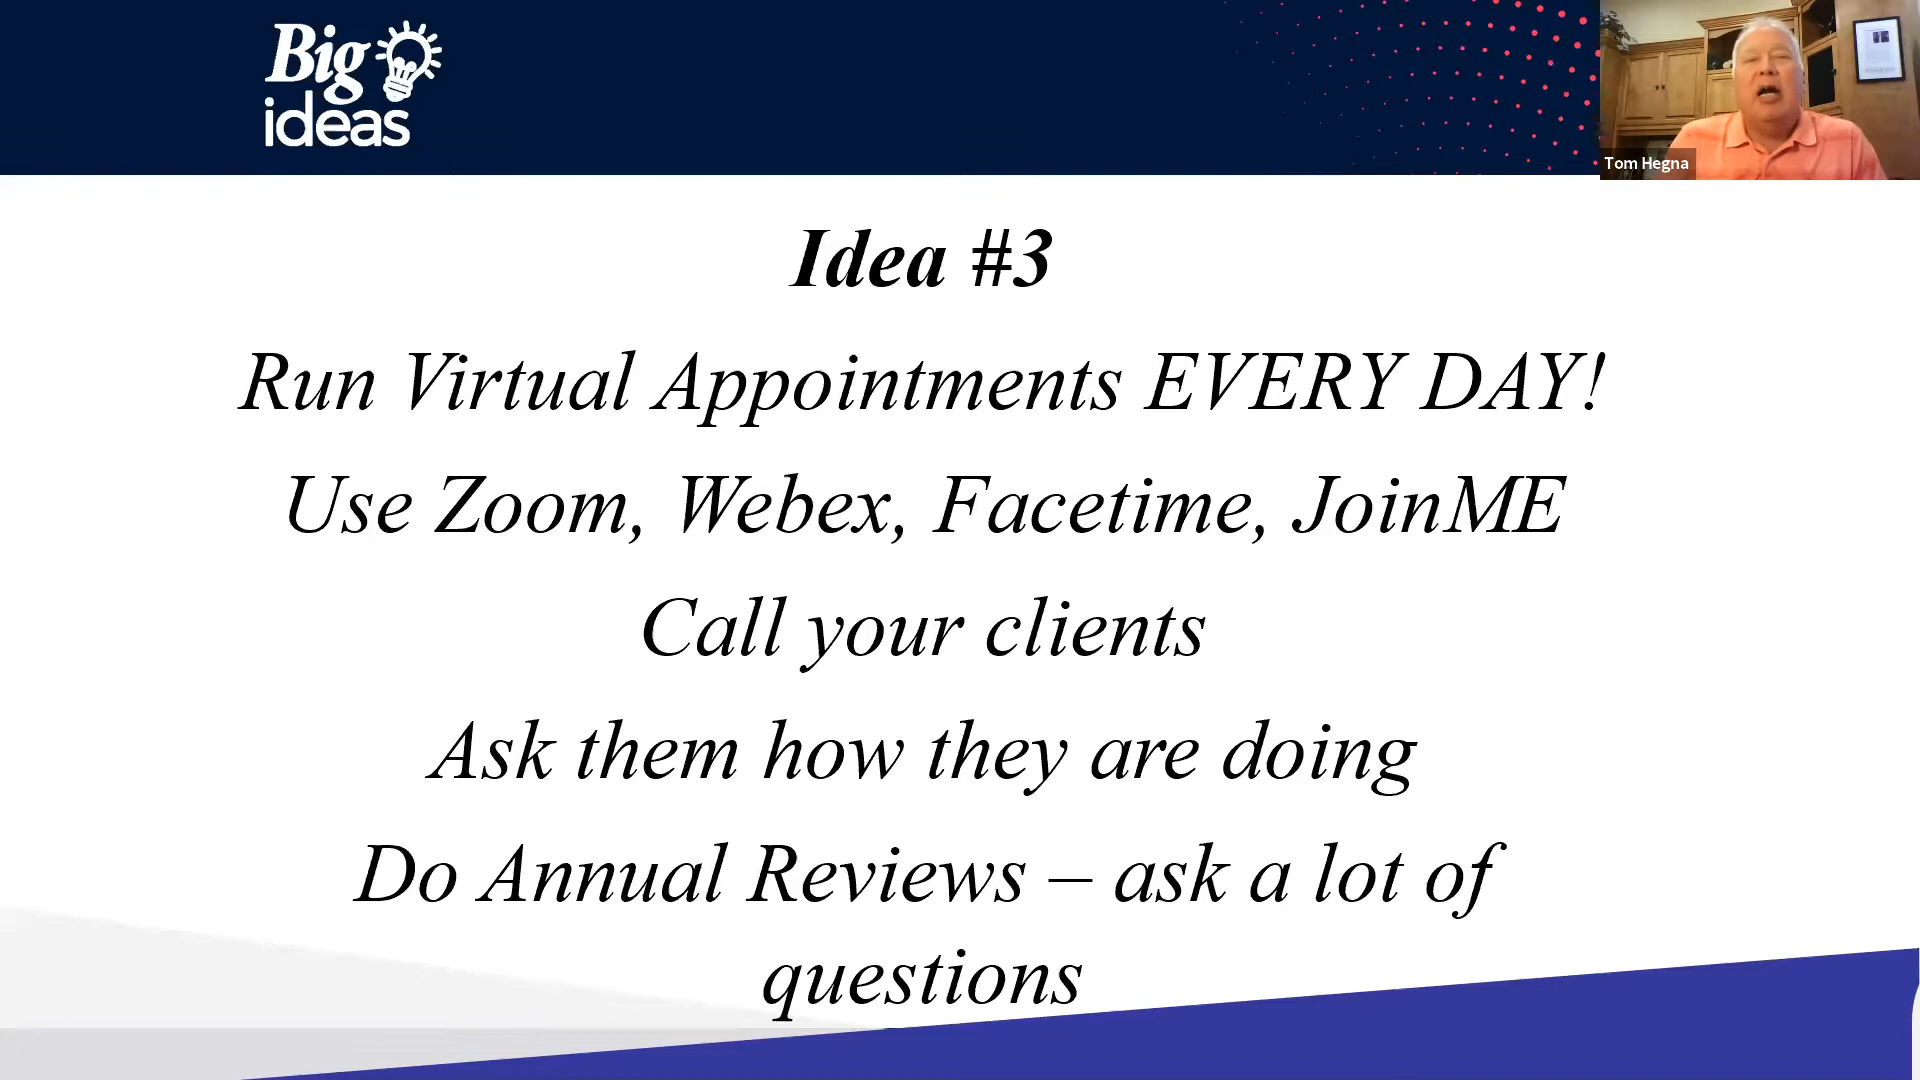 Big
ideas
Tom Hegna
Idea #3
Run Virtual Appointments EVERY DAY!
Use Zoom, Webex, Facetime, JoinME
Call your clients
Ask them how they are doing
Do Annual Reviews – ask a lot of
questions